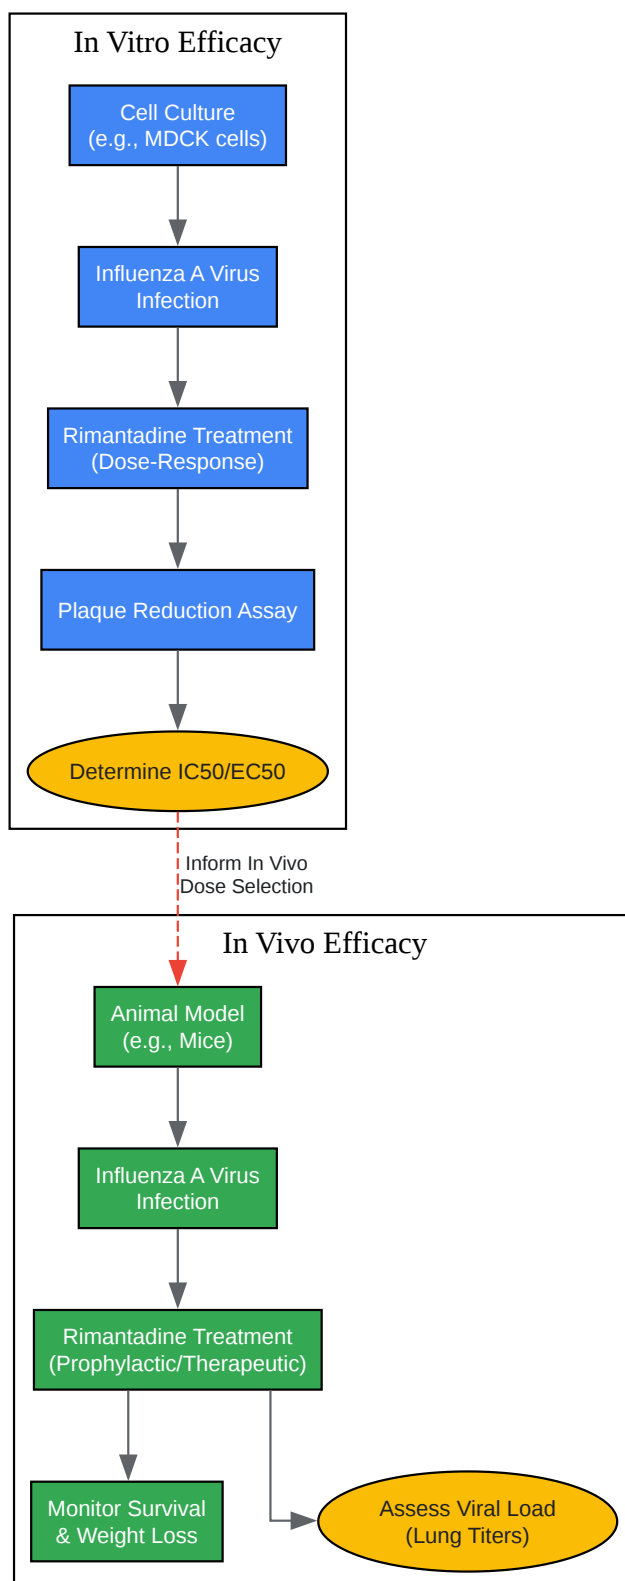 In Vitro Efficacy
Cell Culture
(e.g., MDCK cells)
Influenza A Virus
Infection
Rimantadine Treatment
(Dose-Response)
Plaque Reduction Assay
Determine IC50/EC50
Inform In Vivo
Dose Selection
In Vivo Efficacy
Animal Model
(e.g., Mice)
Influenza A Virus
Infection
Rimantadine Treatment
(Prophylactic/Therapeutic)
Monitor Survival
& Weight Loss
Assess Viral Load
(Lung Titers)